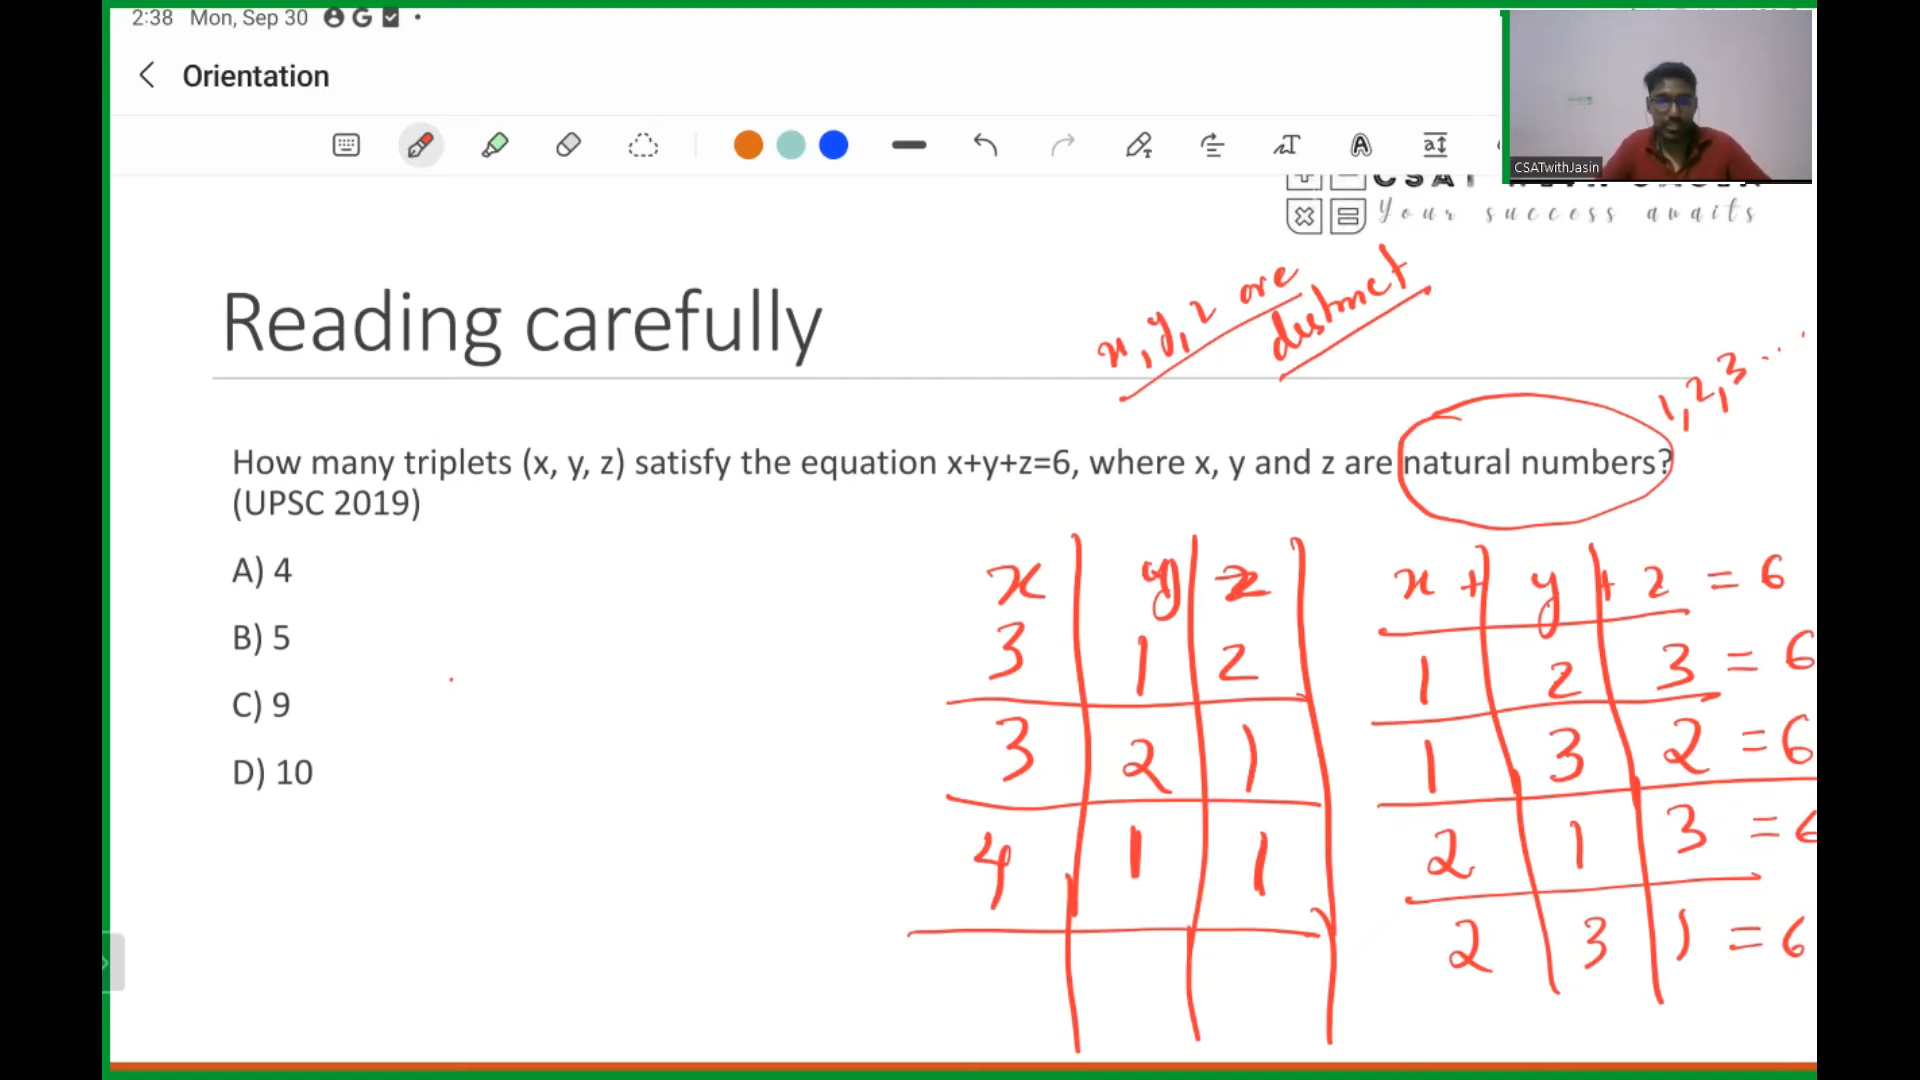 2:38 Mon, Sep 30
Orientation
CSATwithJasin
Your success awaits
Reading carefully
x, y, z are
distinct
1, 2, 3 ...
How many triplets (x, y, z) satisfy the equation x+y+z=6, where x, y and z are natural numbers?
(UPSC 2019)
A) 4
B) 5
C) 9
D) 10
x y z
3 1 2
3 2 1
4 1 1
x + y + z = 6
1 2 3 = 6
1 3 2 = 6
2 1 3 = 6
2 3 1 = 6